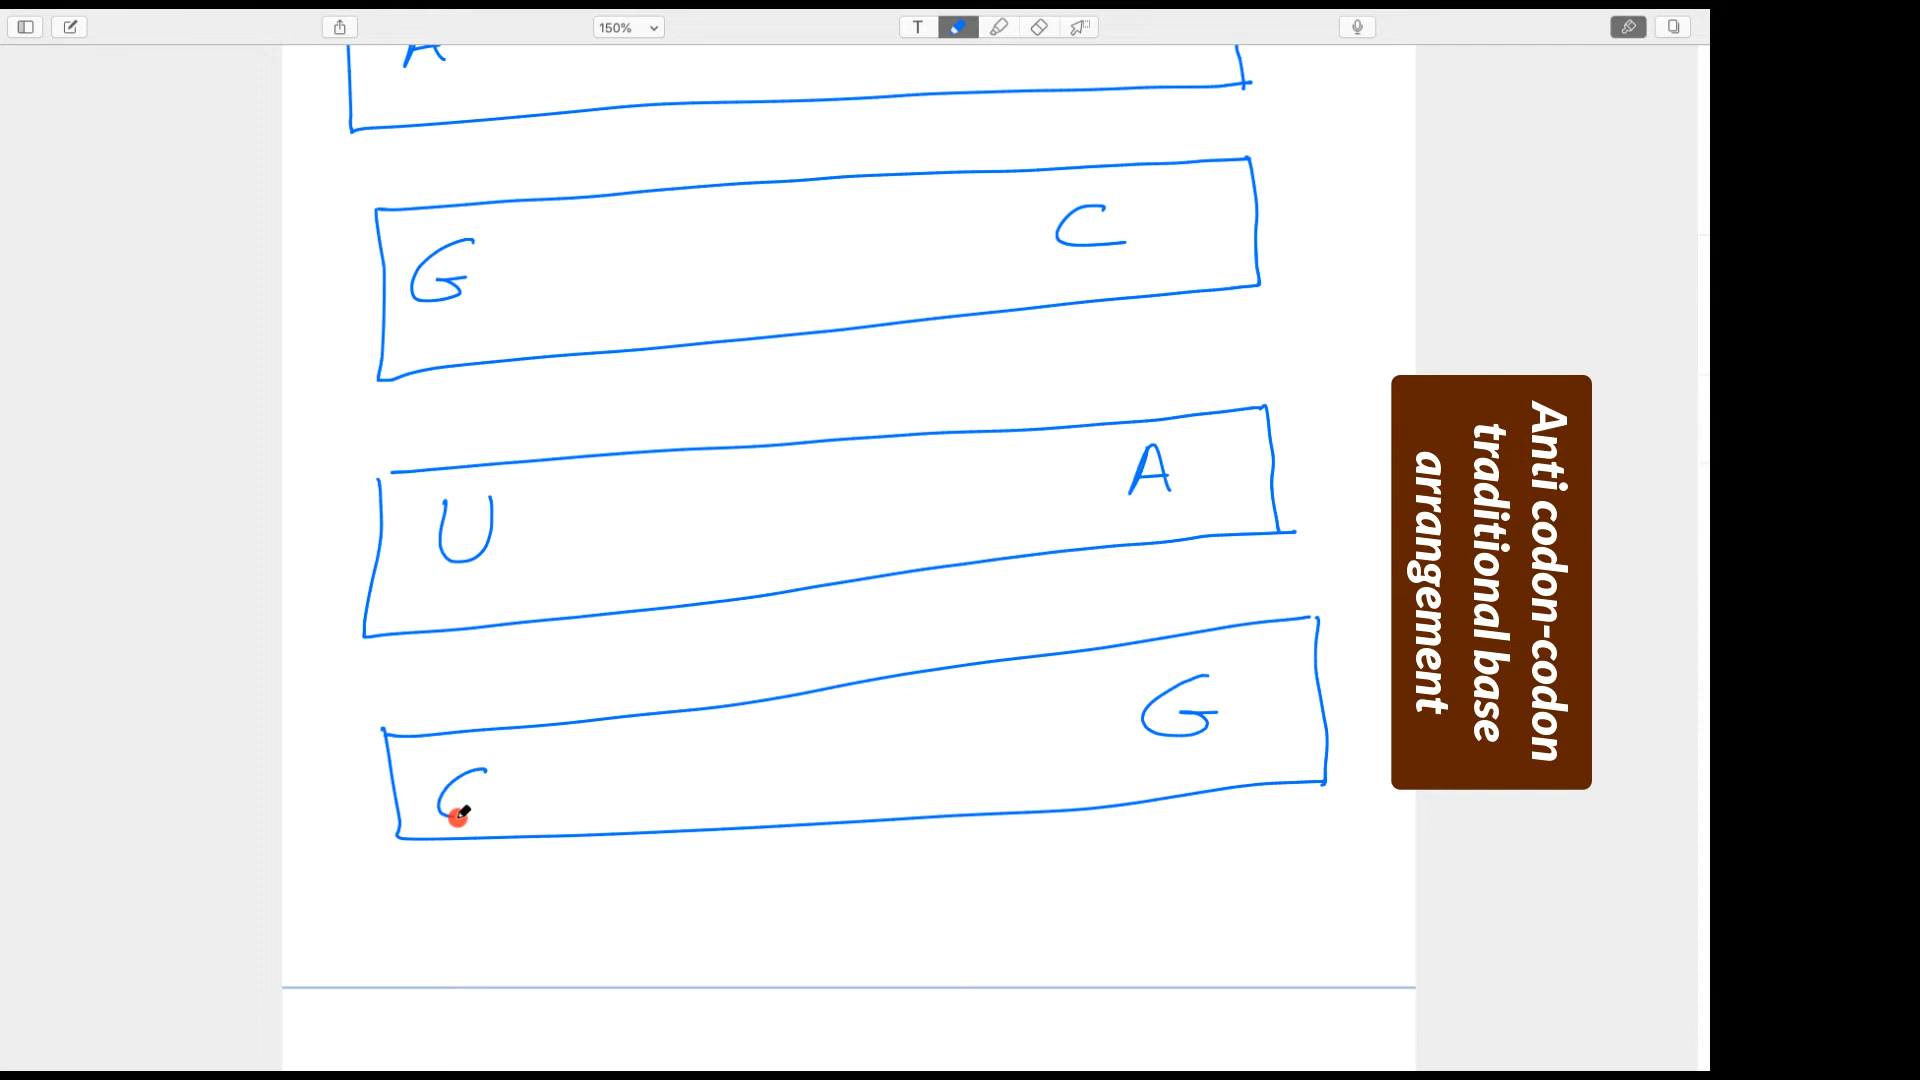 150%
T
A
G C
U A
C G
Anti codon-codon
traditional base
arrangement